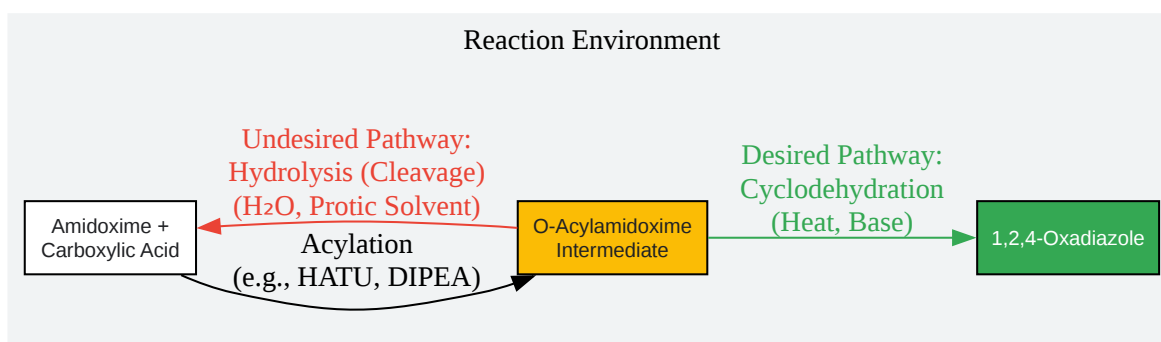 Reaction Environment
Undesired Pathway:
Hydrolysis (Cleavage)
(H₂O, Protic Solvent)
Desired Pathway:
Cyclodehydration
(Heat, Base)
Amidoxime +
Carboxylic Acid
Acylation
(e.g., HATU, DIPEA)
O-Acylamidoxime
Intermediate
1,2,4-Oxadiazole